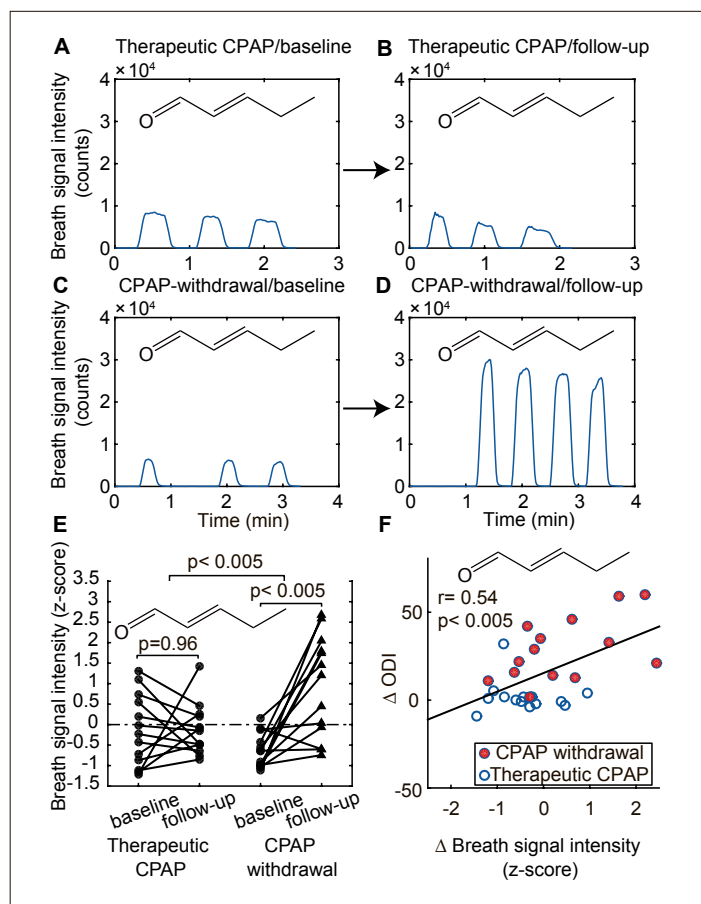 A Therapeutic CPAP/baseline
× 10⁴
4
3
2
1
0
0 1 2 3
Breath signal intensity
(counts)
O
B Therapeutic CPAP/follow-up
× 10⁴
4
3
2
1
0
0 1 2 3
O
C CPAP-withdrawal/baseline
× 10⁴
4
3
2
1
0
0 1 2 3 4
Breath signal intensity
(counts)
Time (min)
O
D CPAP-withdrawal/follow-up
× 10⁴
4
3
2
1
0
0 1 2 3 4
Time (min)
O
E
Breath signal intensity (z-score)
3.5
3
2.5
2
1.5
1
0.5
0
-0.5
-1
-1.5
p< 0.005
p< 0.005
O
p=0.96
baseline
follow-up
baseline
follow-up
Therapeutic
CPAP
CPAP
withdrawal
F
O
r= 0.54
p< 0.005
Δ ODI
50
0
-50
CPAP withdrawal
Therapeutic CPAP
-2 -1 0 1 2
Δ Breath signal intensity
(z-score)